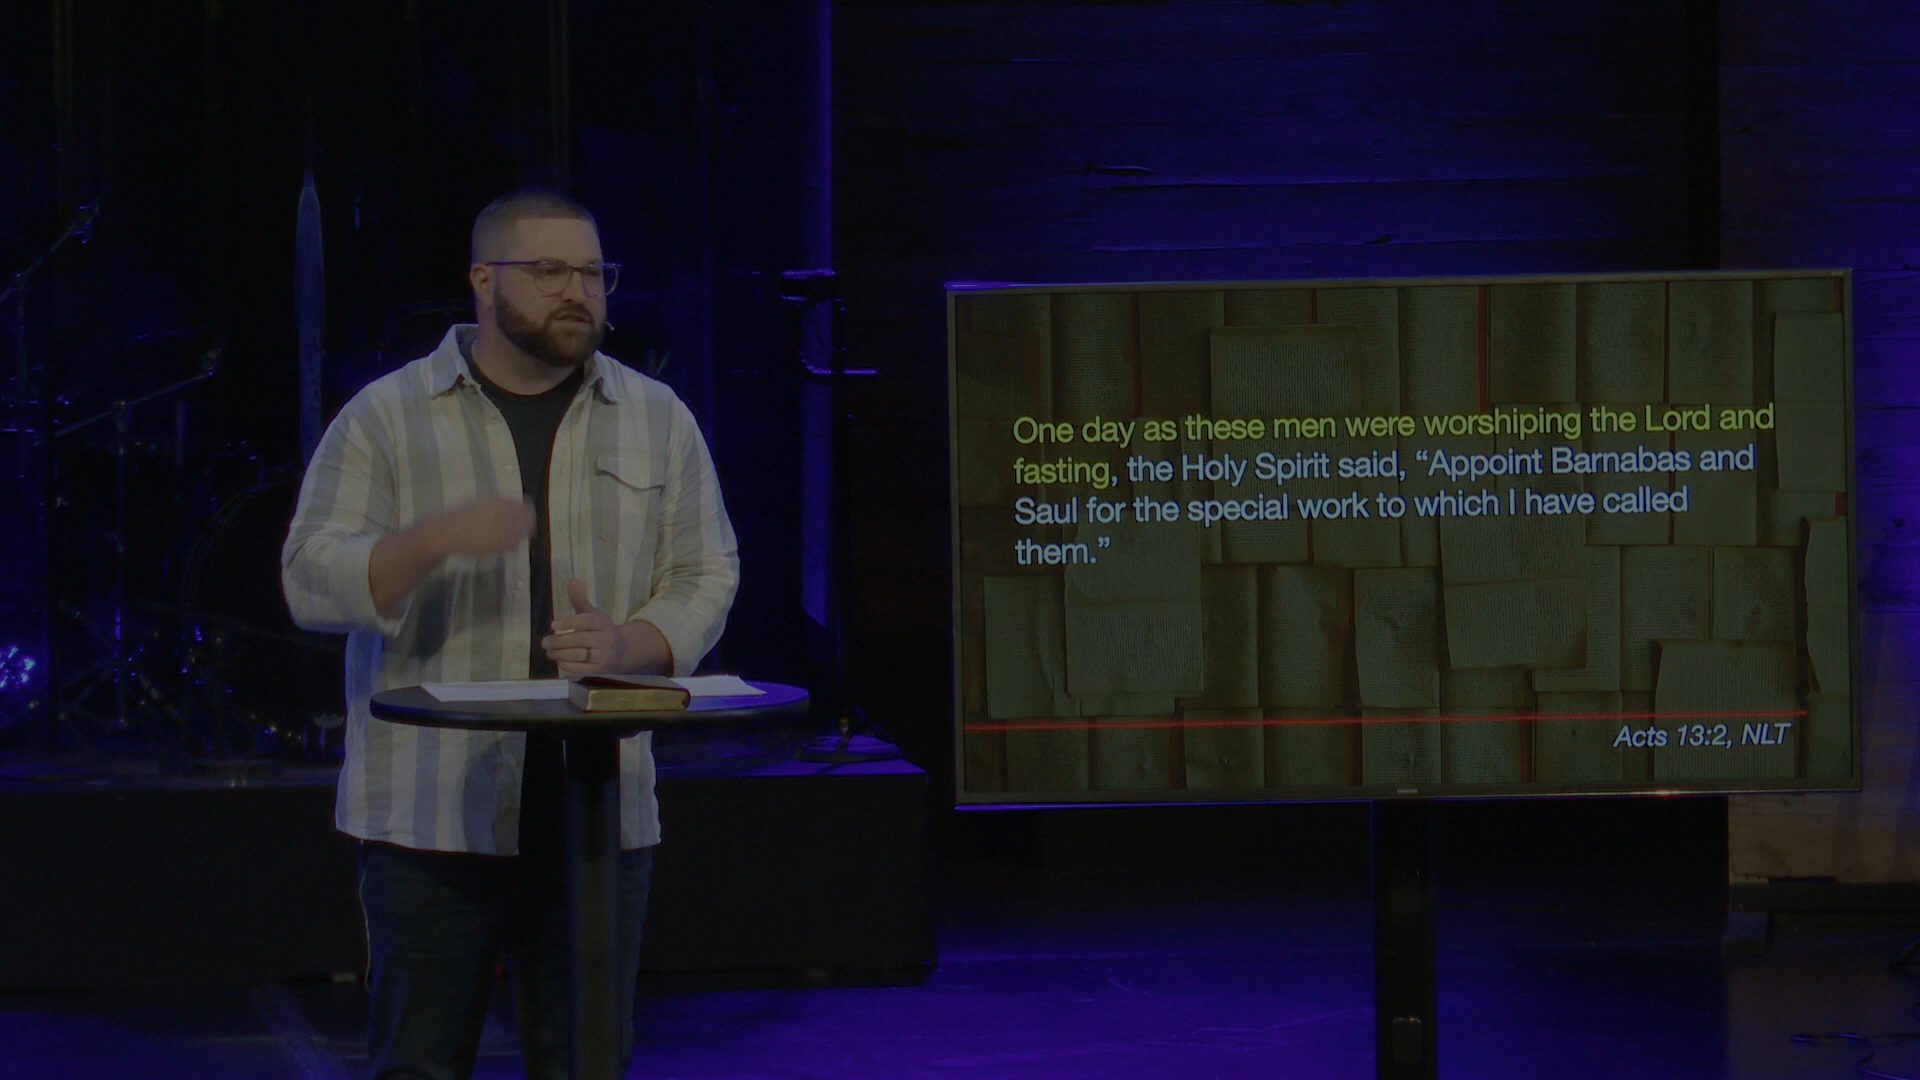 One day as these men were worshiping the Lord and
fasting, the Holy Spirit said, “Appoint Barnabas and
Saul for the special work to which I have called
them.”
Acts 13:2, NLT